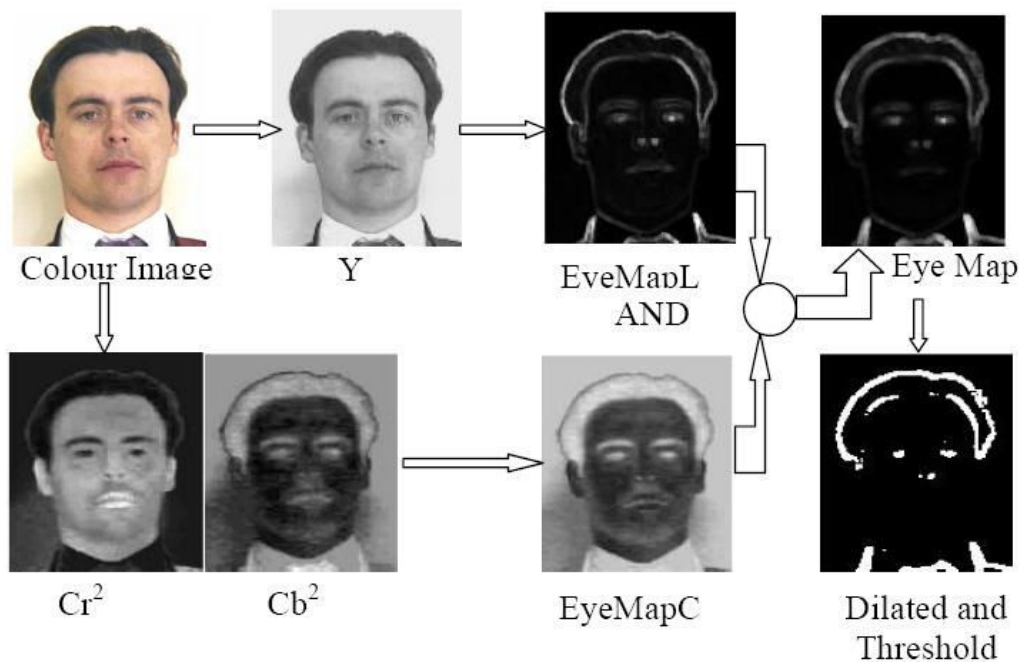 Colour Image
Y
EyeMapL
AND
Eye Map
Cr²
Cb²
EyeMapC
Dilated and
Threshold